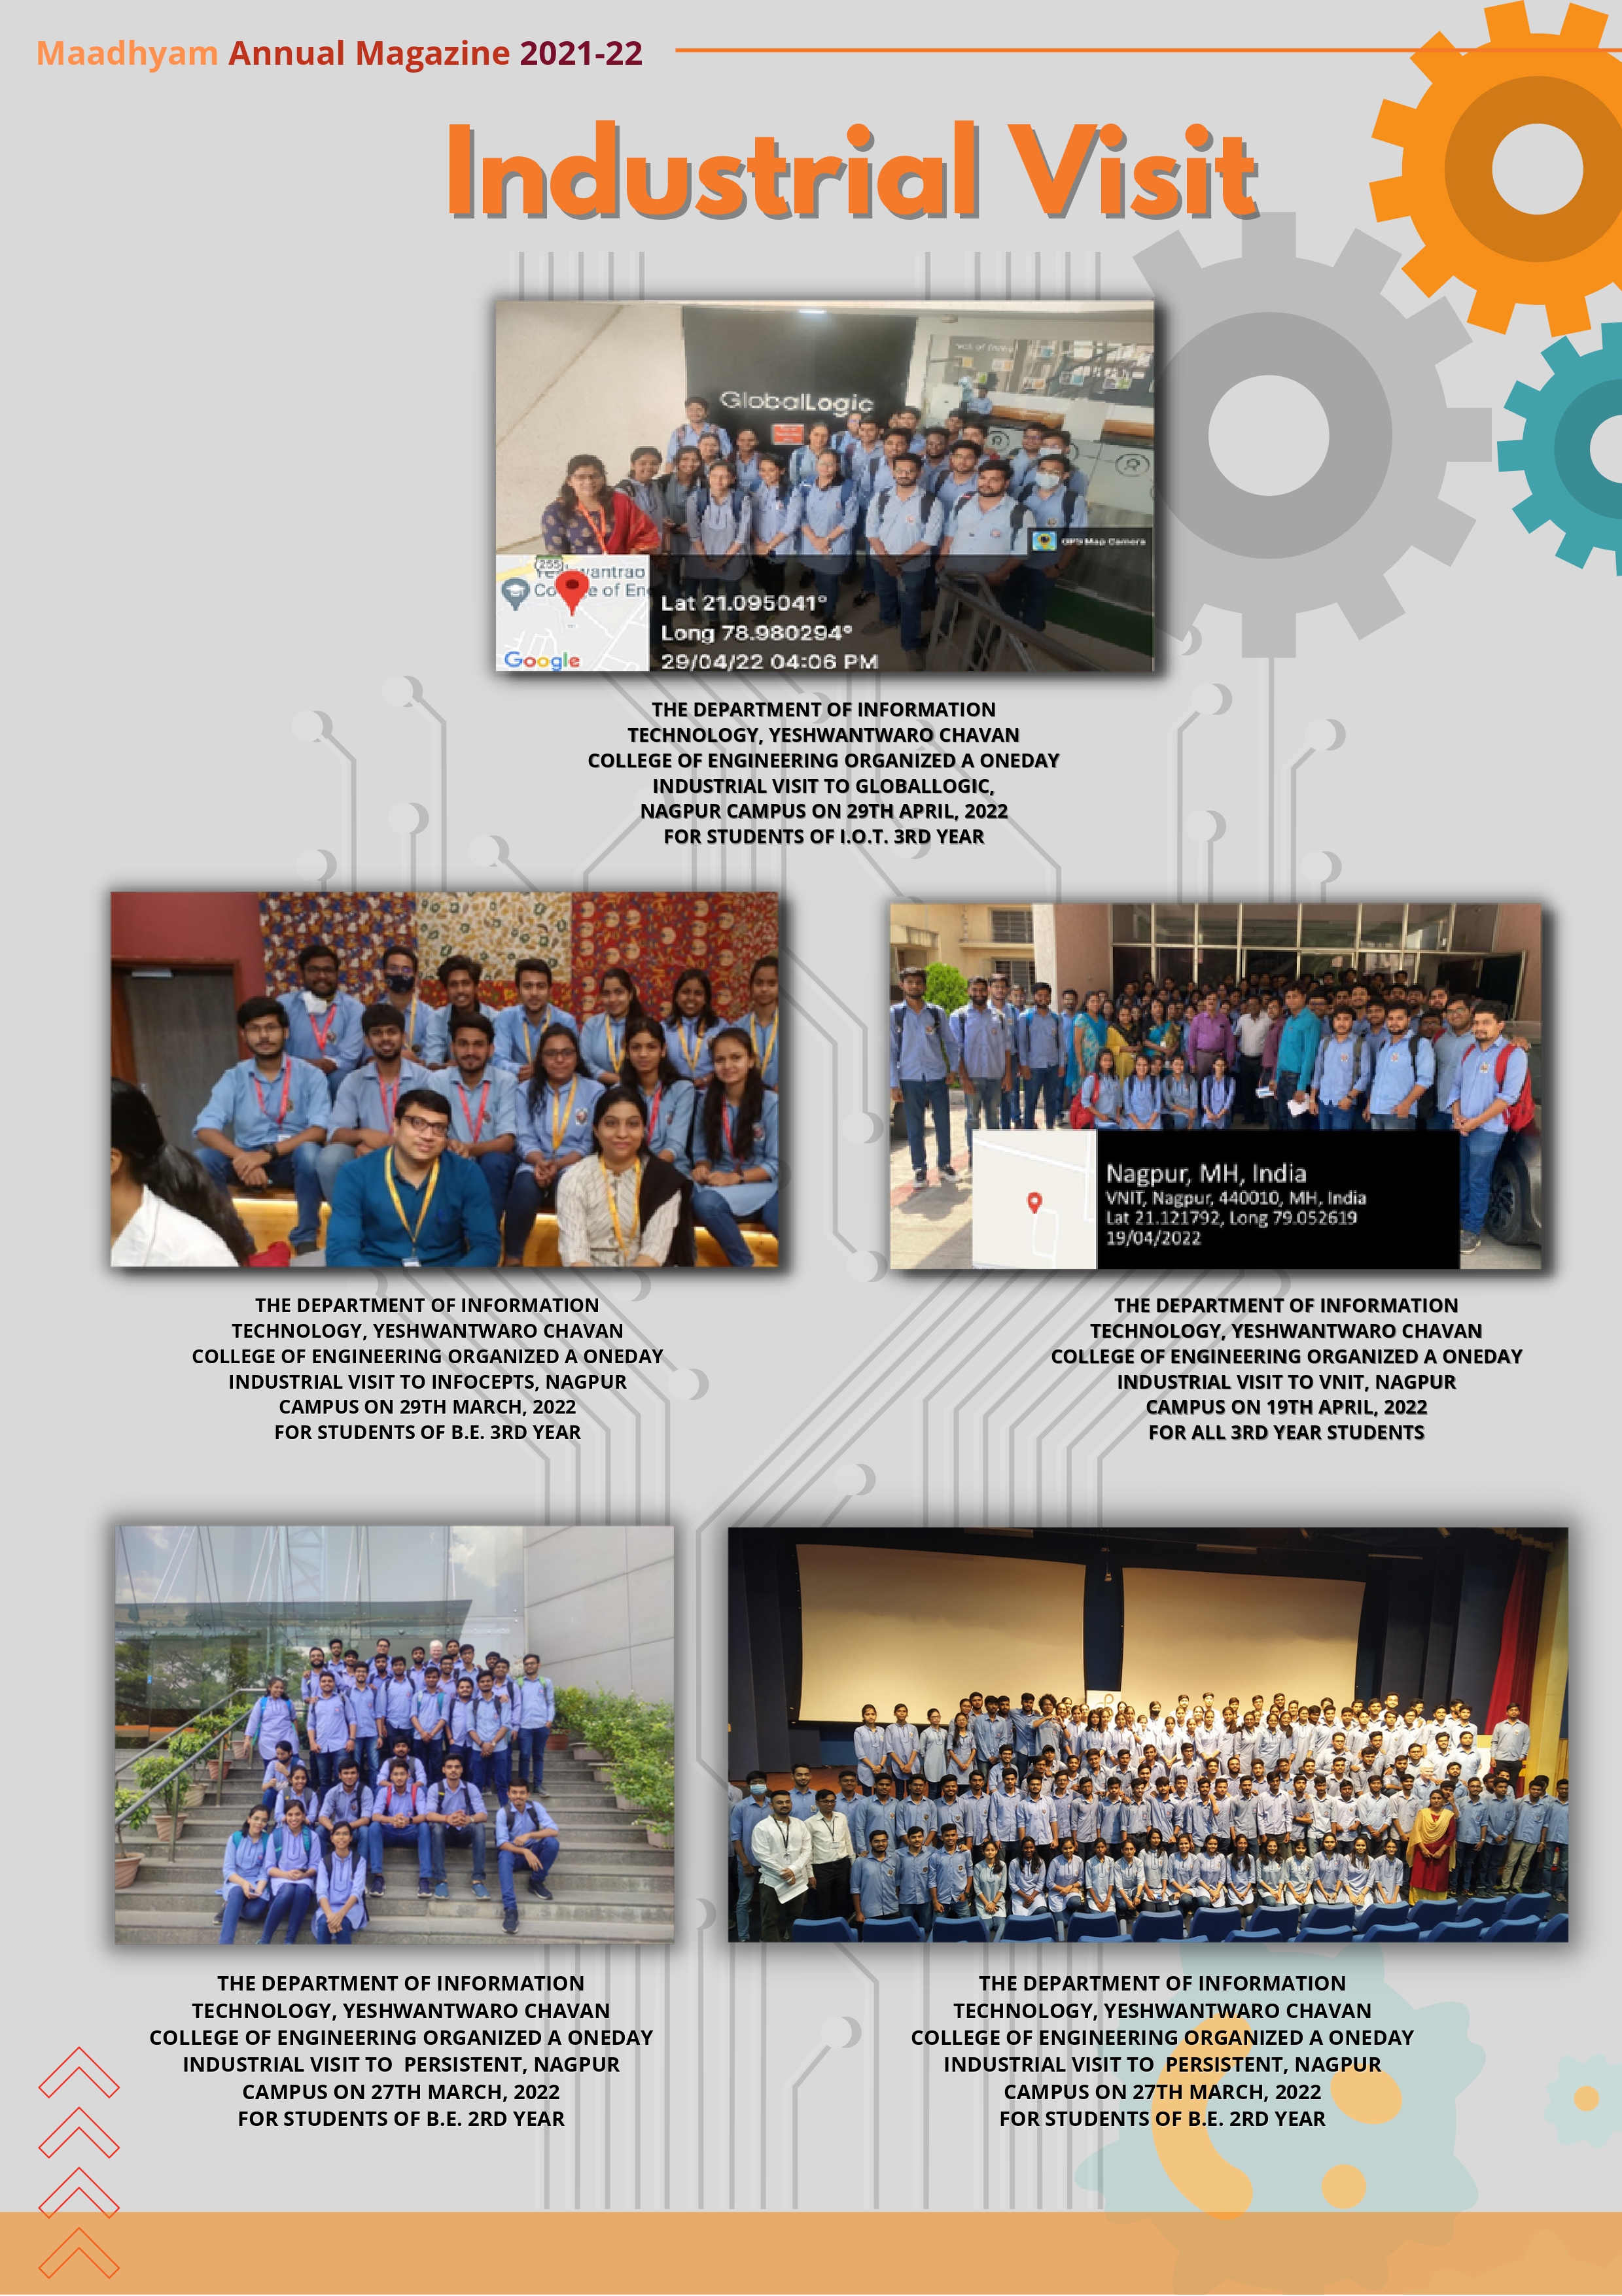 Maadhyam Annual Magazine 2021-22
Industrial Visit
GlobalLogic
GPS Map Camera
255
wantrao
e of En
Lat 21.095041°
Long 78.980294°
29/04/22 04:06 PM
Google
THE DEPARTMENT OF INFORMATION
TECHNOLOGY, YESHWANTWARO CHAVAN
COLLEGE OF ENGINEERING ORGANIZED A ONEDAY
INDUSTRIAL VISIT TO GLOBALLOGIC,
NAGPUR CAMPUS ON 29TH APRIL, 2022
FOR STUDENTS OF I.O.T. 3RD YEAR
Nagpur, MH, India
VNIT, Nagpur, 440010, MH, India
Lat 21.121792, Long 79.052619
19/04/2022
THE DEPARTMENT OF INFORMATION
TECHNOLOGY, YESHWANTWARO CHAVAN
COLLEGE OF ENGINEERING ORGANIZED A ONEDAY
INDUSTRIAL VISIT TO INFOCEPTS, NAGPUR
CAMPUS ON 29TH MARCH, 2022
FOR STUDENTS OF B.E. 3RD YEAR
THE DEPARTMENT OF INFORMATION
TECHNOLOGY, YESHWANTWARO CHAVAN
COLLEGE OF ENGINEERING ORGANIZED A ONEDAY
INDUSTRIAL VISIT TO VNIT, NAGPUR
CAMPUS ON 19TH APRIL, 2022
FOR ALL 3RD YEAR STUDENTS
THE DEPARTMENT OF INFORMATION
TECHNOLOGY, YESHWANTWARO CHAVAN
COLLEGE OF ENGINEERING ORGANIZED A ONEDAY
INDUSTRIAL VISIT TO  PERSISTENT, NAGPUR
CAMPUS ON 27TH MARCH, 2022
FOR STUDENTS OF B.E. 2RD YEAR
THE DEPARTMENT OF INFORMATION
TECHNOLOGY, YESHWANTWARO CHAVAN
COLLEGE OF ENGINEERING ORGANIZED A ONEDAY
INDUSTRIAL VISIT TO  PERSISTENT, NAGPUR
CAMPUS ON 27TH MARCH, 2022
FOR STUDENTS OF B.E. 2RD YEAR